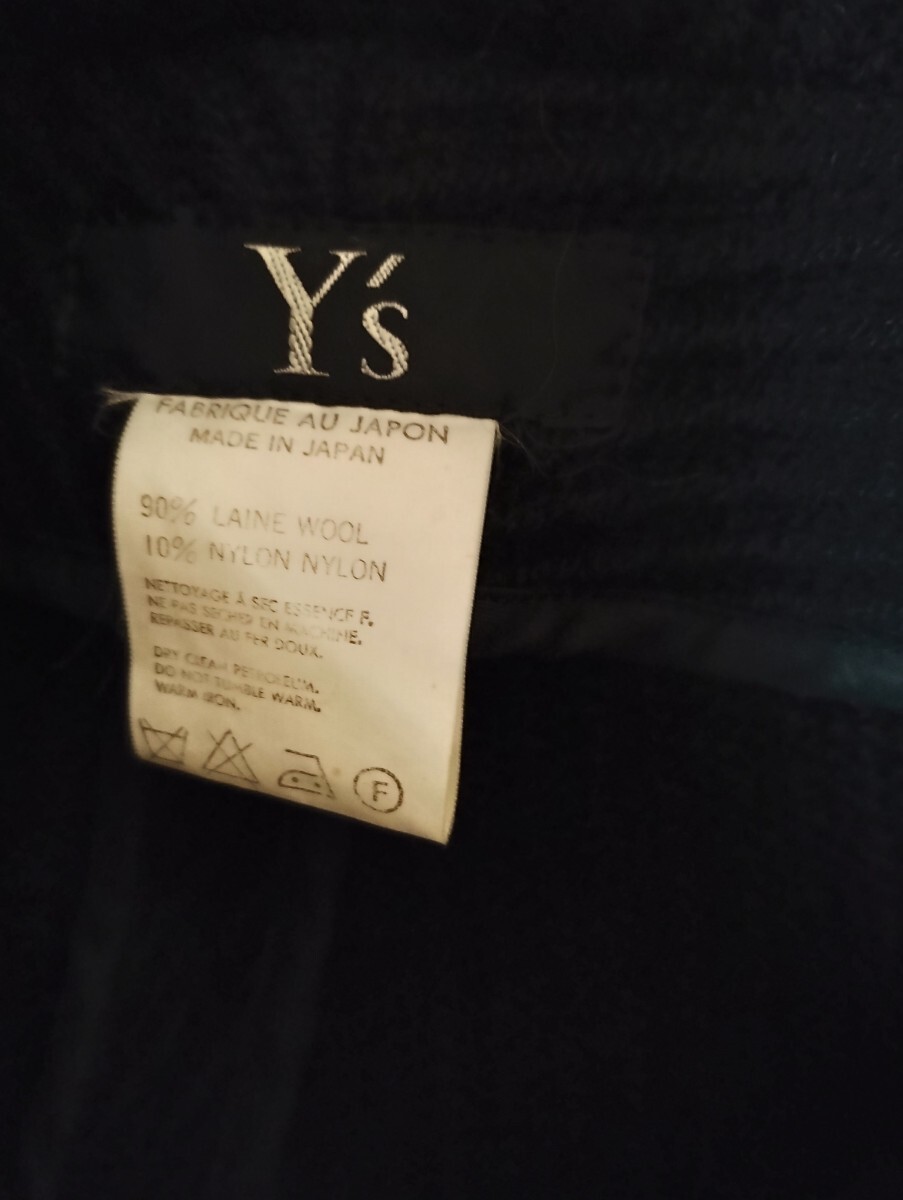 Y's
FABRIQUE AU JAPON
MADE IN JAPAN
90% LAINE WOOL
10% NYLON NYLON
NETTOYAGE À SEC ESSENCE F.
NE PAS SECHER EN MACHINE.
REPASSER AU FER DOUX.
DRY CLEAN PETROLEUM.
DO NOT TUMBLE WARM.
WARM IRON.
F